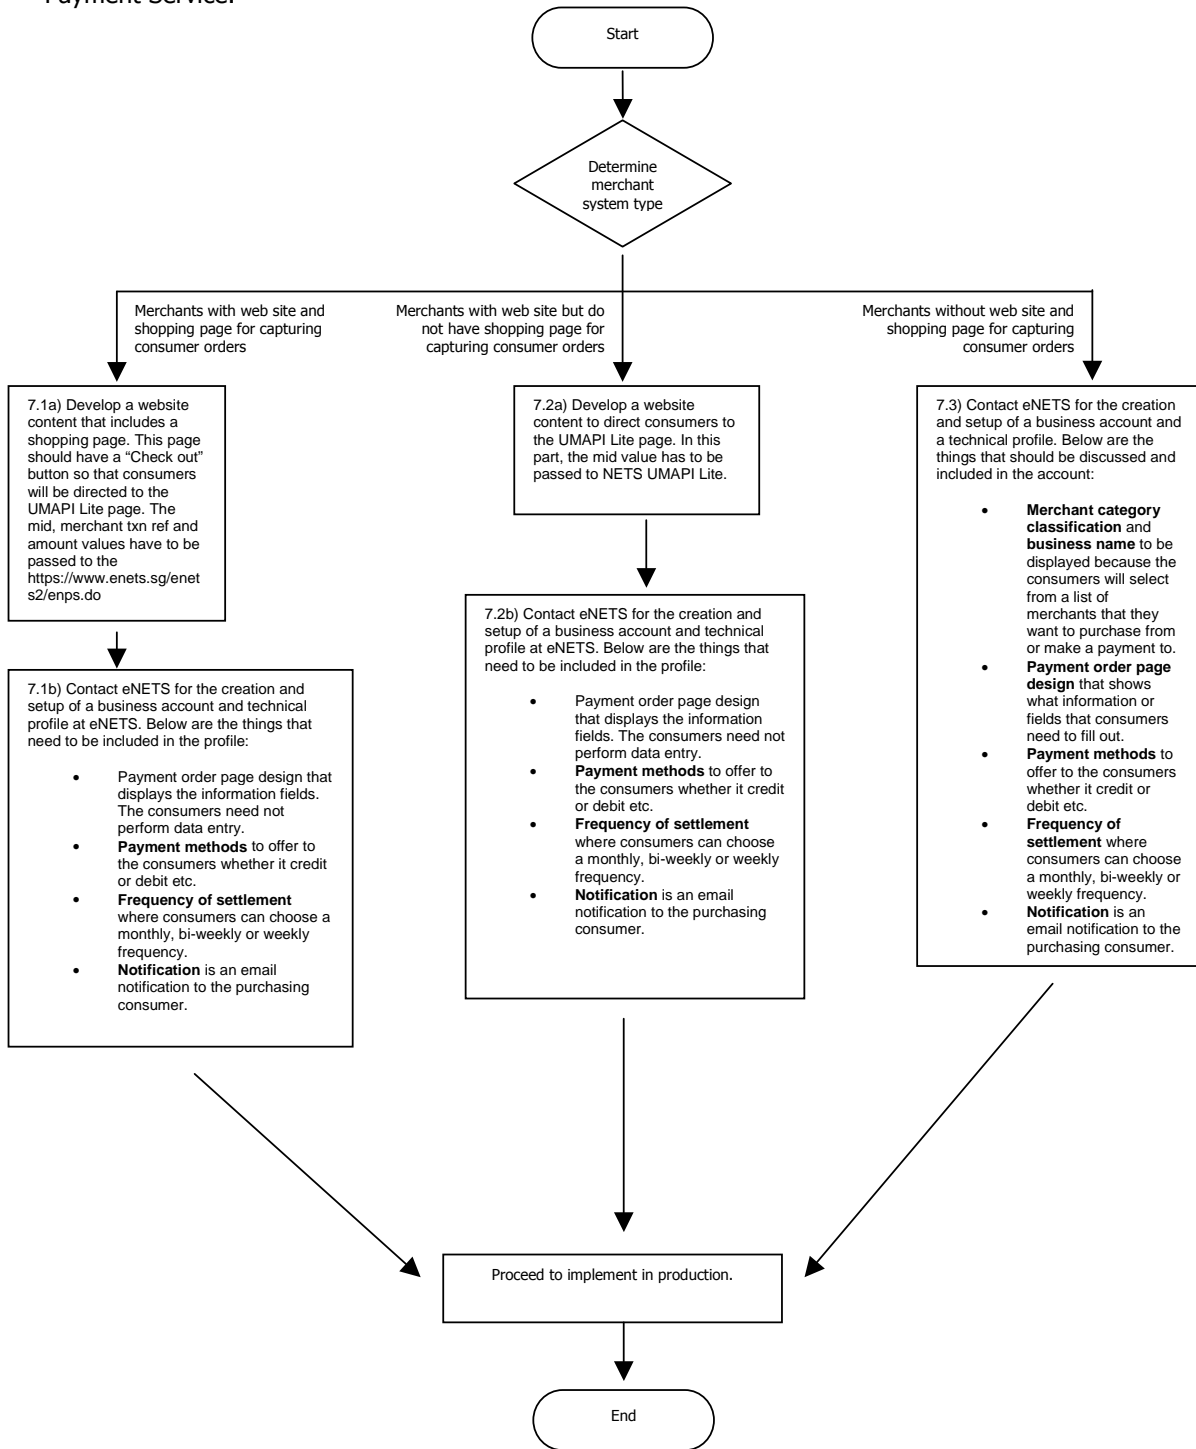 Payment Service.
Start
Determine
merchant
system type
Merchants with web site and
shopping page for capturing
consumer orders
Merchants with web site but do
not have shopping page for
capturing consumer orders
Merchants without web site and
shopping page for capturing
consumer orders
7.1a) Develop a website
content that includes a
shopping page. This page
should have a “Check out”
button so that consumers
will be directed to the
UMAPI Lite page. The
mid, merchant txn ref and
amount values have to be
passed to the
https://www.enets.sg/enet
s2/enps.do
7.1b) Contact eNETS for the creation and
setup of a business account and technical
profile at eNETS. Below are the things that
need to be included in the profile:
• Payment order page design that
displays the information fields.
The consumers need not
perform data entry.
• Payment methods to offer to
the consumers whether it credit
or debit etc.
• Frequency of settlement
where consumers can choose a
monthly, bi-weekly or weekly
frequency.
• Notification is an email
notification to the purchasing
consumer.
7.2a) Develop a website
content to direct consumers to
the UMAPI Lite page. In this
part, the mid value has to be
passed to NETS UMAPI Lite.
7.2b) Contact eNETS for the creation and
setup of a business account and technical
profile at eNETS. Below are the things that
need to be included in the profile:
• Payment order page design
that displays the information
fields. The consumers need not
perform data entry.
• Payment methods to offer to
the consumers whether it credit
or debit etc.
• Frequency of settlement
where consumers can choose
a monthly, bi-weekly or weekly
frequency.
• Notification is an email
notification to the purchasing
consumer.
7.3) Contact eNETS for the creation
and setup of a business account and
a technical profile. Below are the
things that should be discussed and
included in the account:
• Merchant category
classification and
business name to be
displayed because the
consumers will select
from a list of
merchants that they
want to purchase from
or make a payment to.
• Payment order page
design that shows
what information or
fields that consumers
need to fill out.
• Payment methods to
offer to the consumers
whether it credit or
debit etc.
• Frequency of
settlement where
consumers can choose
a monthly, bi-weekly or
weekly frequency.
• Notification is an
email notification to the
purchasing consumer.
Proceed to implement in production.
End